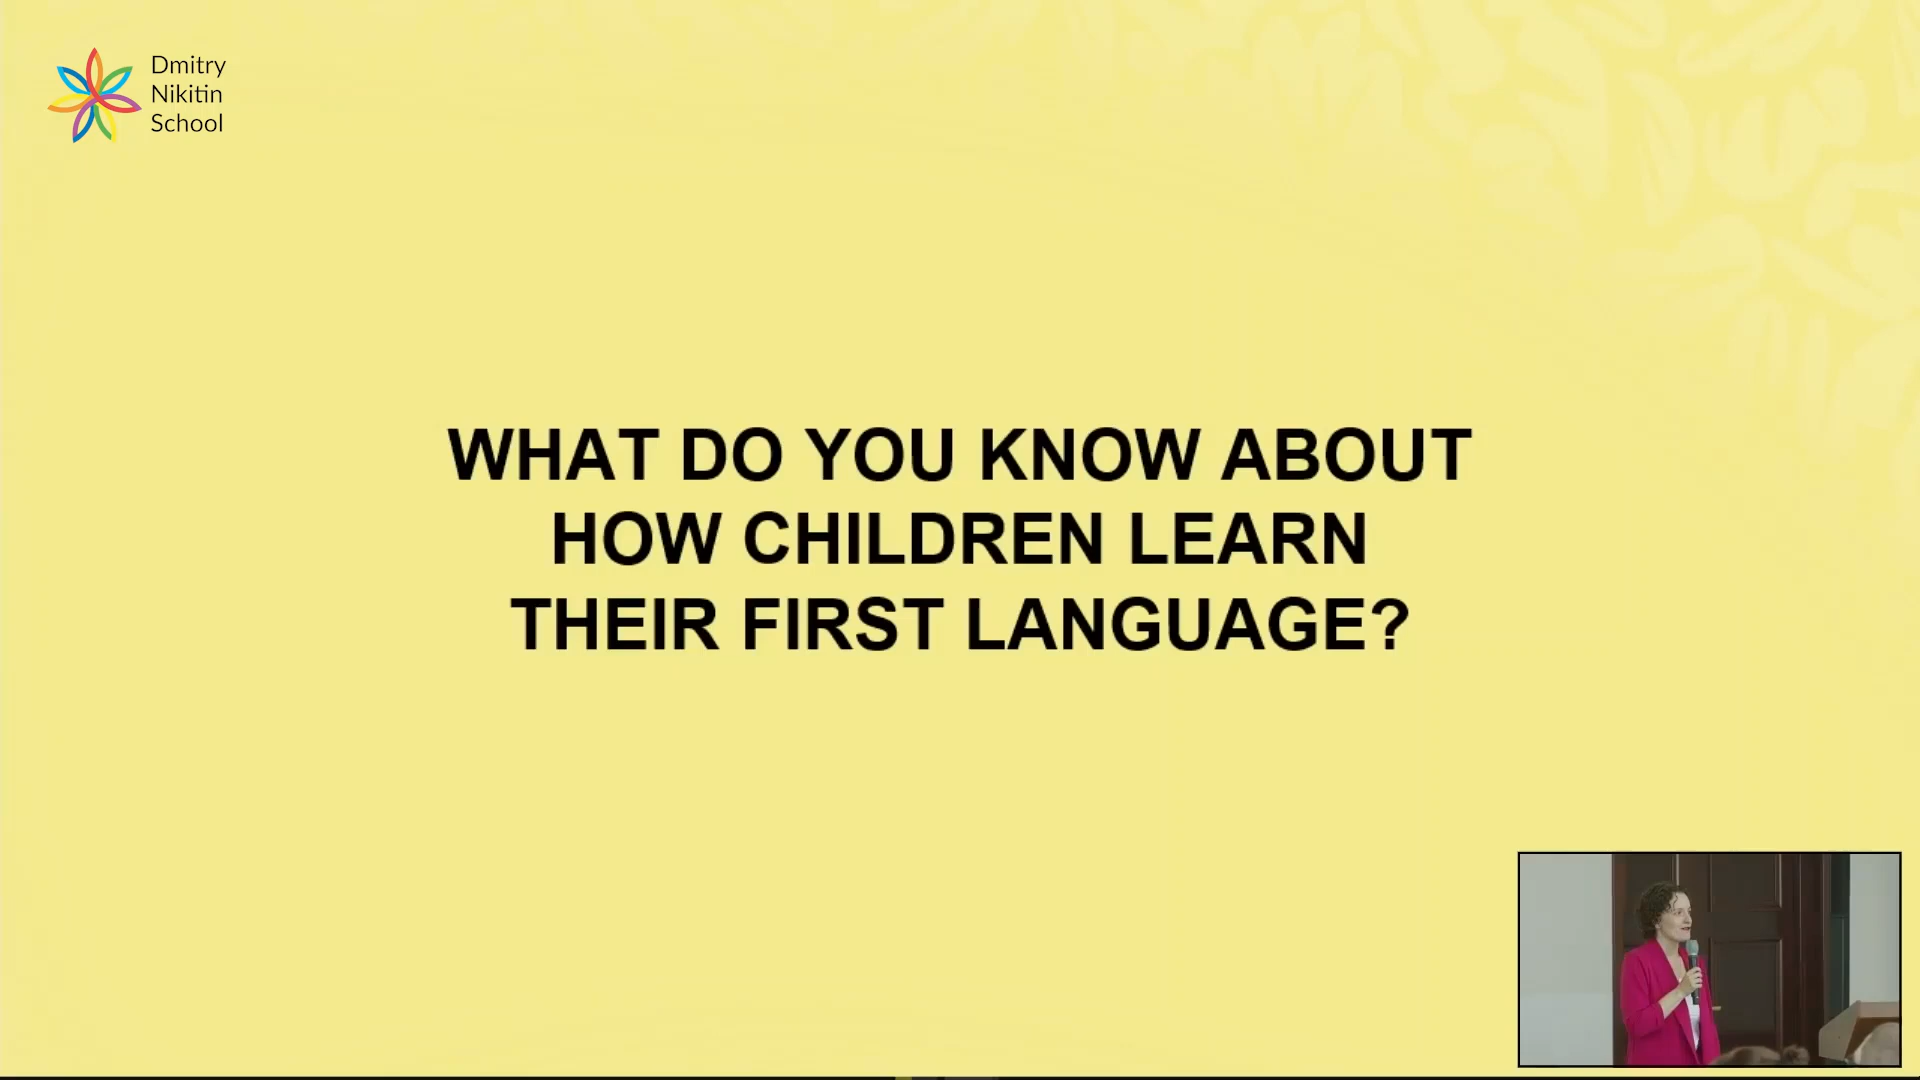 Dmitry
Nikitin
School
WHAT DO YOU KNOW ABOUT
HOW CHILDREN LEARN
THEIR FIRST LANGUAGE?